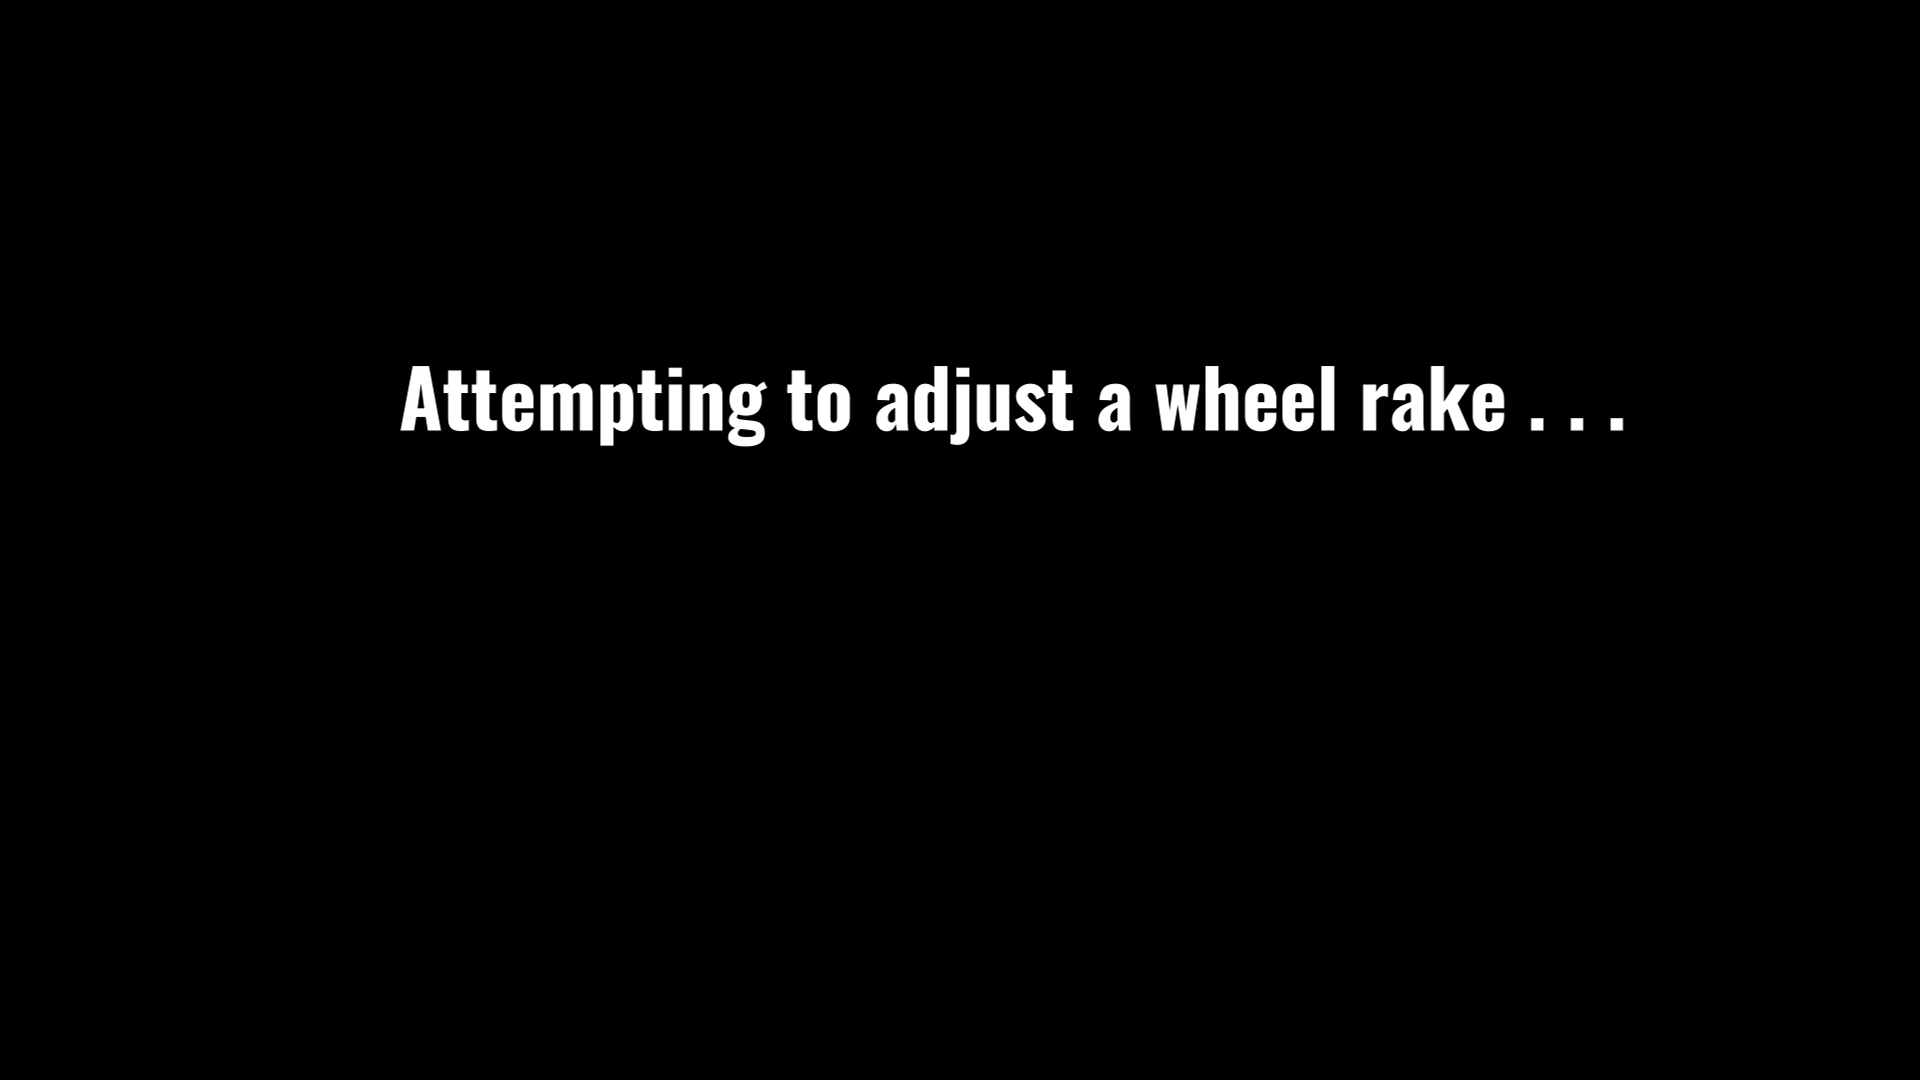 Attempting to adjust a wheel rake . . .